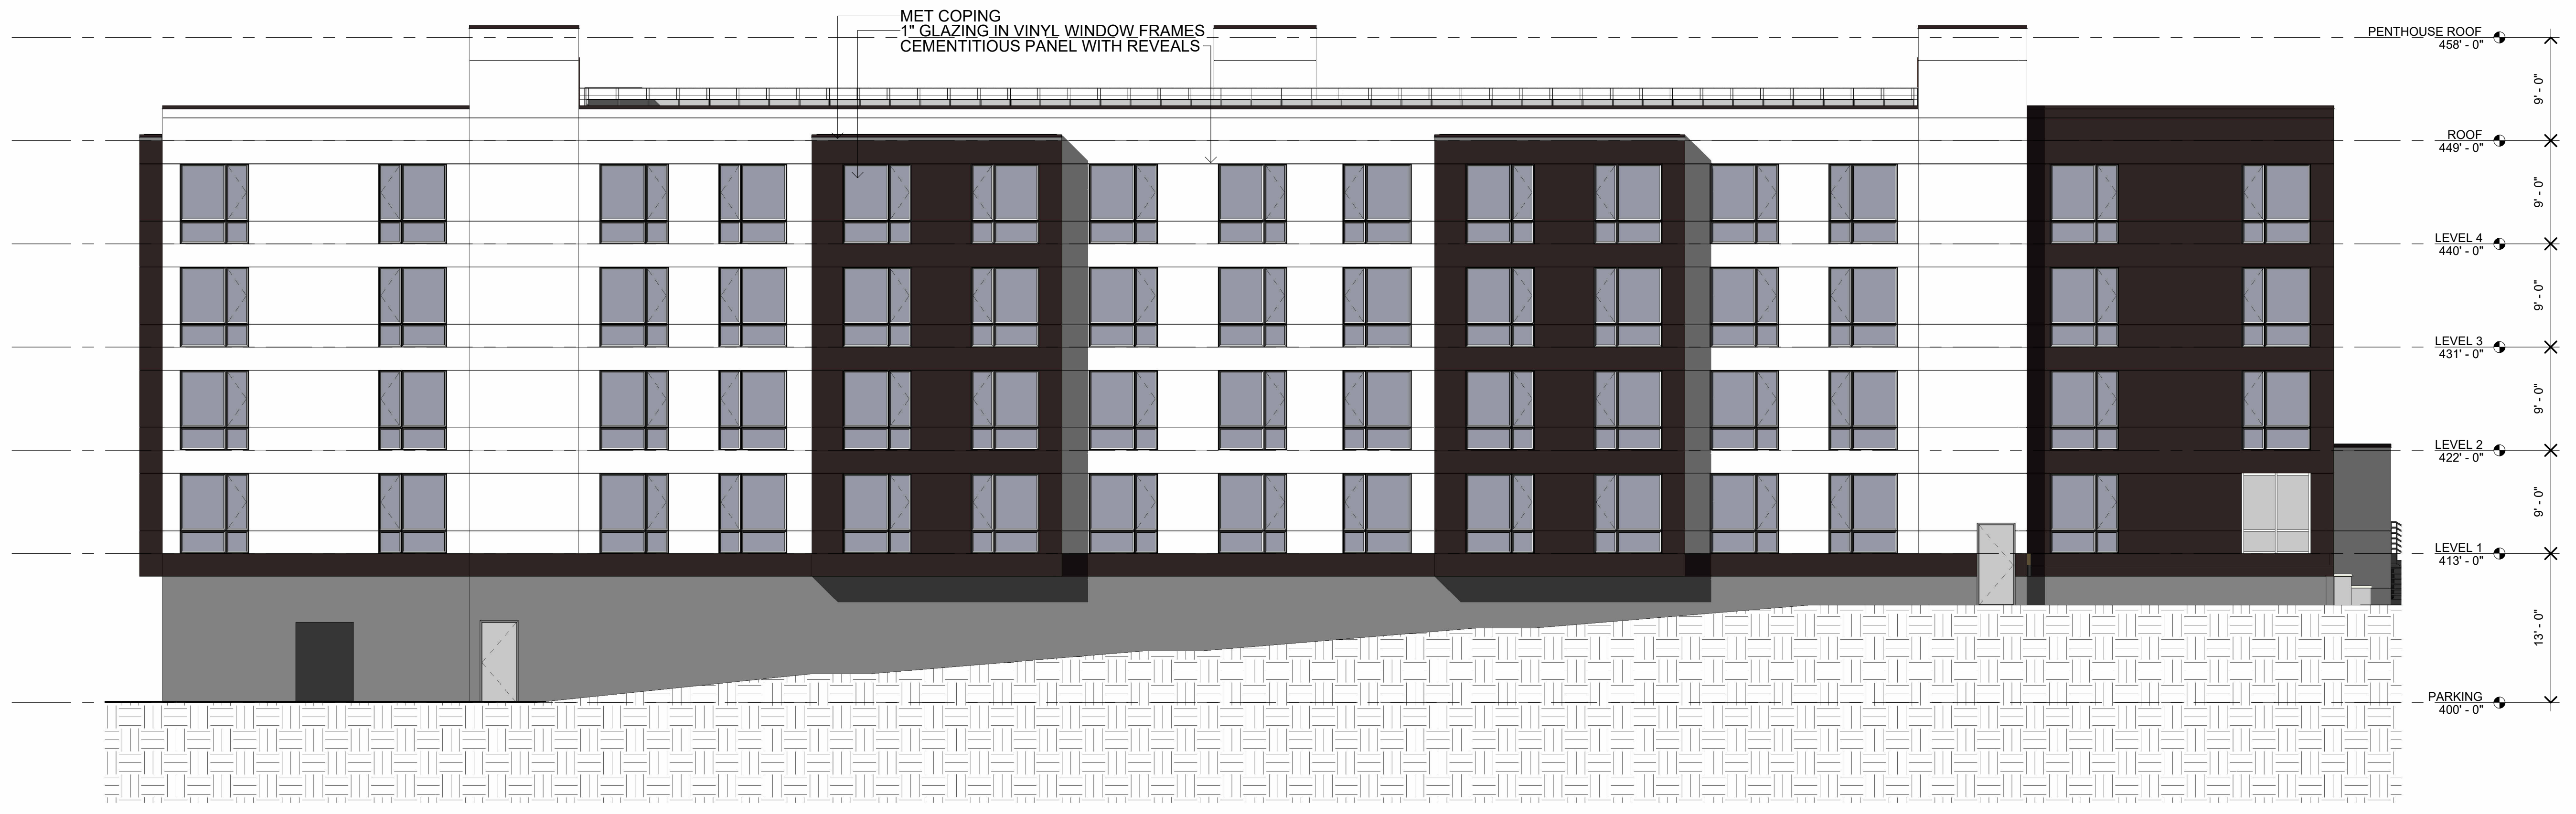 MET COPING
1" GLAZING IN VINYL WINDOW FRAMES
CEMENTITIOUS PANEL WITH REVEALS
PENTHOUSE ROOF
458' - 0"
9' - 0"
ROOF
449' - 0"
9' - 0"
LEVEL 4
440' - 0"
9' - 0"
LEVEL 3
431' - 0"
9' - 0"
LEVEL 2
422' - 0"
9' - 0"
LEVEL 1
413' - 0"
13' - 0"
PARKING
400' - 0"